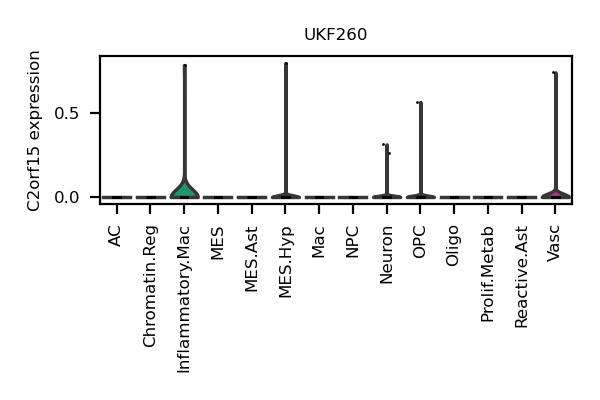 UKF260
C2orf15 expression
0.5
0.0
AC
Chromatin.Reg
Inflammatory.Mac
MES
MES.Ast
MES.Hyp
Mac
NPC
Neuron
OPC
Oligo
Prolif.Metab
Reactive.Ast
Vasc